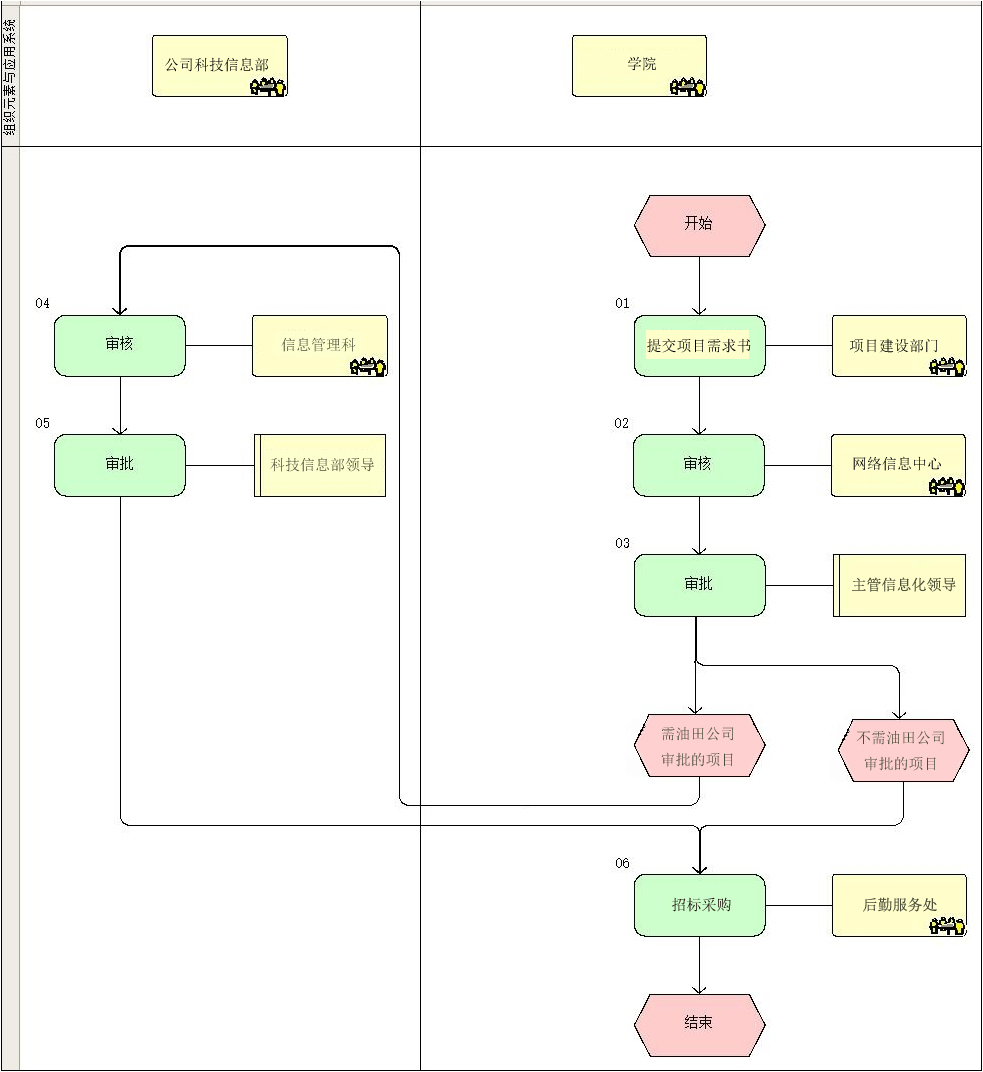 组织元素与应用系统
公司科技信息部
学院
开始
04
审核
信息管理科
01
提交项目需求书
项目建设部门
05
审批
科技信息部领导
02
审核
网络信息中心
03
审批
主管信息化领导
需油田公司
审批的项目
不需油田公司
审批的项目
06
招标采购
后勤服务处
结束